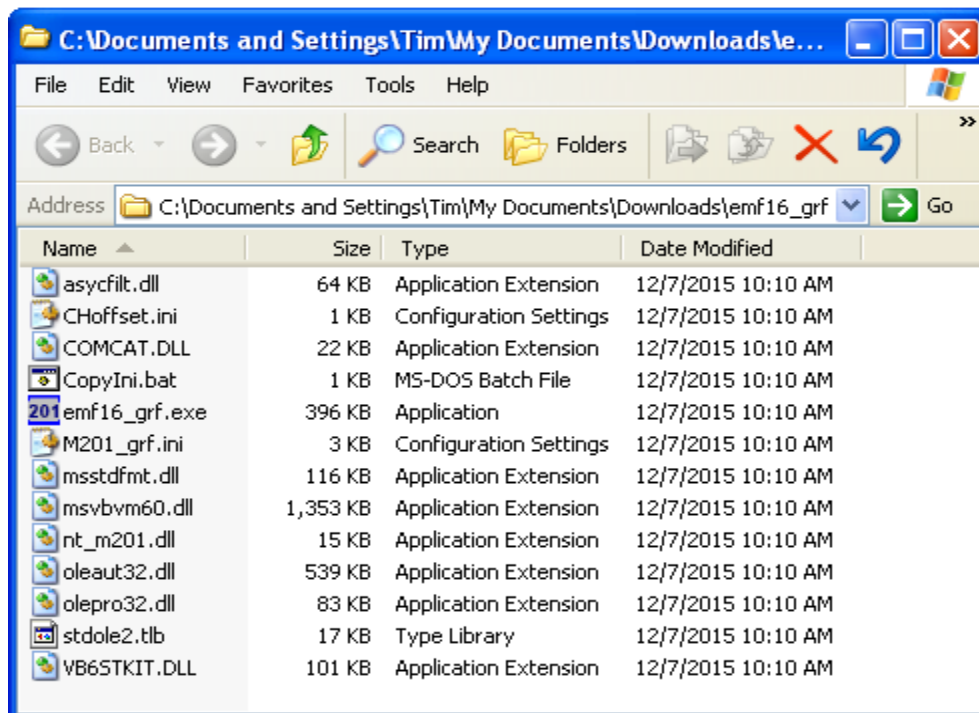 C:\Documents and Settings\Tim\My Documents\Downloads\e...
File Edit View Favorites Tools Help
Back Search Folders »
Address C:\Documents and Settings\Tim\My Documents\Downloads\emf16_grf Go
Name Size Type Date Modified
asycfilt.dll 64 KB Application Extension 12/7/2015 10:10 AM
CHoffset.ini 1 KB Configuration Settings 12/7/2015 10:10 AM
COMCAT.DLL 22 KB Application Extension 12/7/2015 10:10 AM
CopyIni.bat 1 KB MS-DOS Batch File 12/7/2015 10:10 AM
201 emf16_grf.exe 396 KB Application 12/7/2015 10:10 AM
M201_grf.ini 3 KB Configuration Settings 12/7/2015 10:10 AM
msstdfmt.dll 116 KB Application Extension 12/7/2015 10:10 AM
msvbvm60.dll 1,353 KB Application Extension 12/7/2015 10:10 AM
nt_m201.dll 15 KB Application Extension 12/7/2015 10:10 AM
oleaut32.dll 539 KB Application Extension 12/7/2015 10:10 AM
olepro32.dll 83 KB Application Extension 12/7/2015 10:10 AM
stdole2.tlb 17 KB Type Library 12/7/2015 10:10 AM
VB6STKIT.DLL 101 KB Application Extension 12/7/2015 10:10 AM